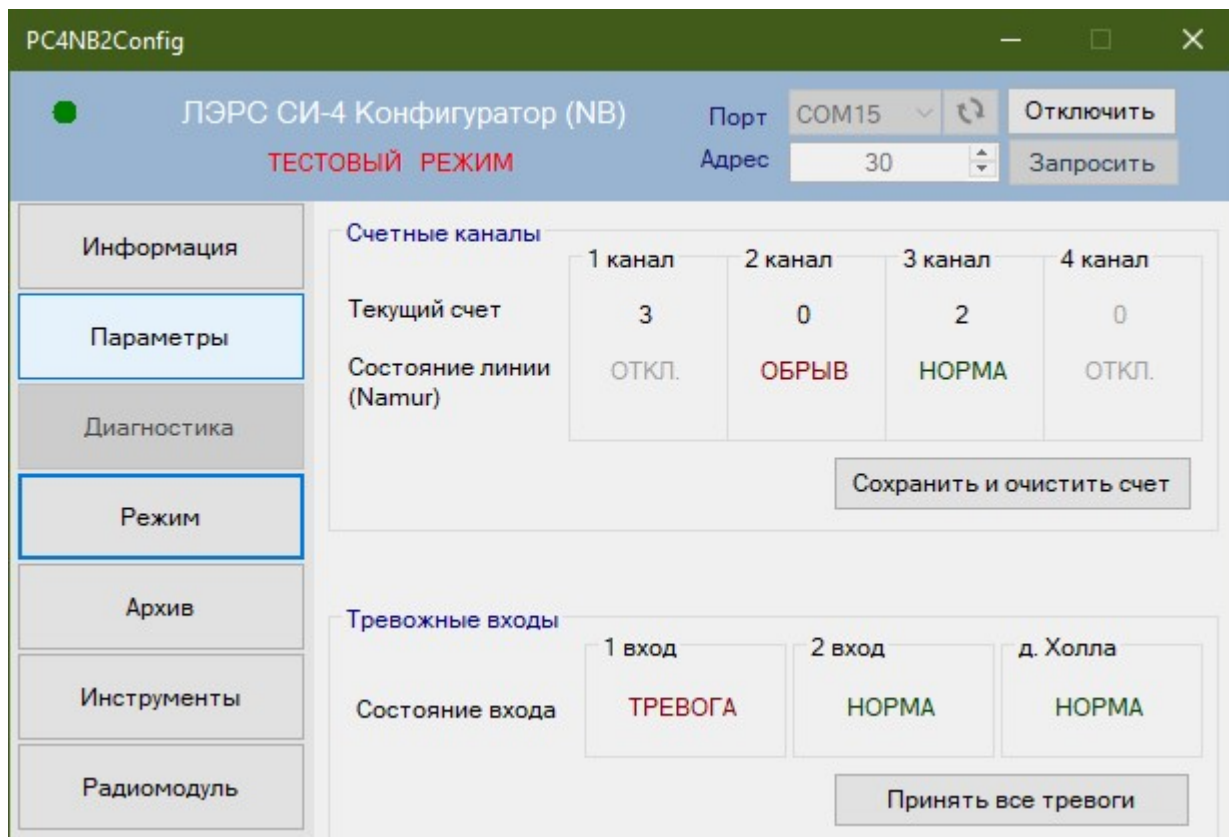 PC4NB2Config
ЛЭРС СИ-4 Конфигуратор (NB)
ТЕСТОВЫЙ РЕЖИМ
Порт COM15 Отключить
Адрес 30 Запросить
Информация
Параметры
Диагностика
Режим
Архив
Инструменты
Радиомодуль
Счетные каналы
1 канал 2 канал 3 канал 4 канал
Текущий счет 3 0 2 0
Состояние линии ОТКЛ. ОБРЫВ НОРМА ОТКЛ.
(Namur)
Сохранить и очистить счет
Тревожные входы
1 вход 2 вход д. Холла
Состояние входа ТРЕВОГА НОРМА НОРМА
Принять все тревоги